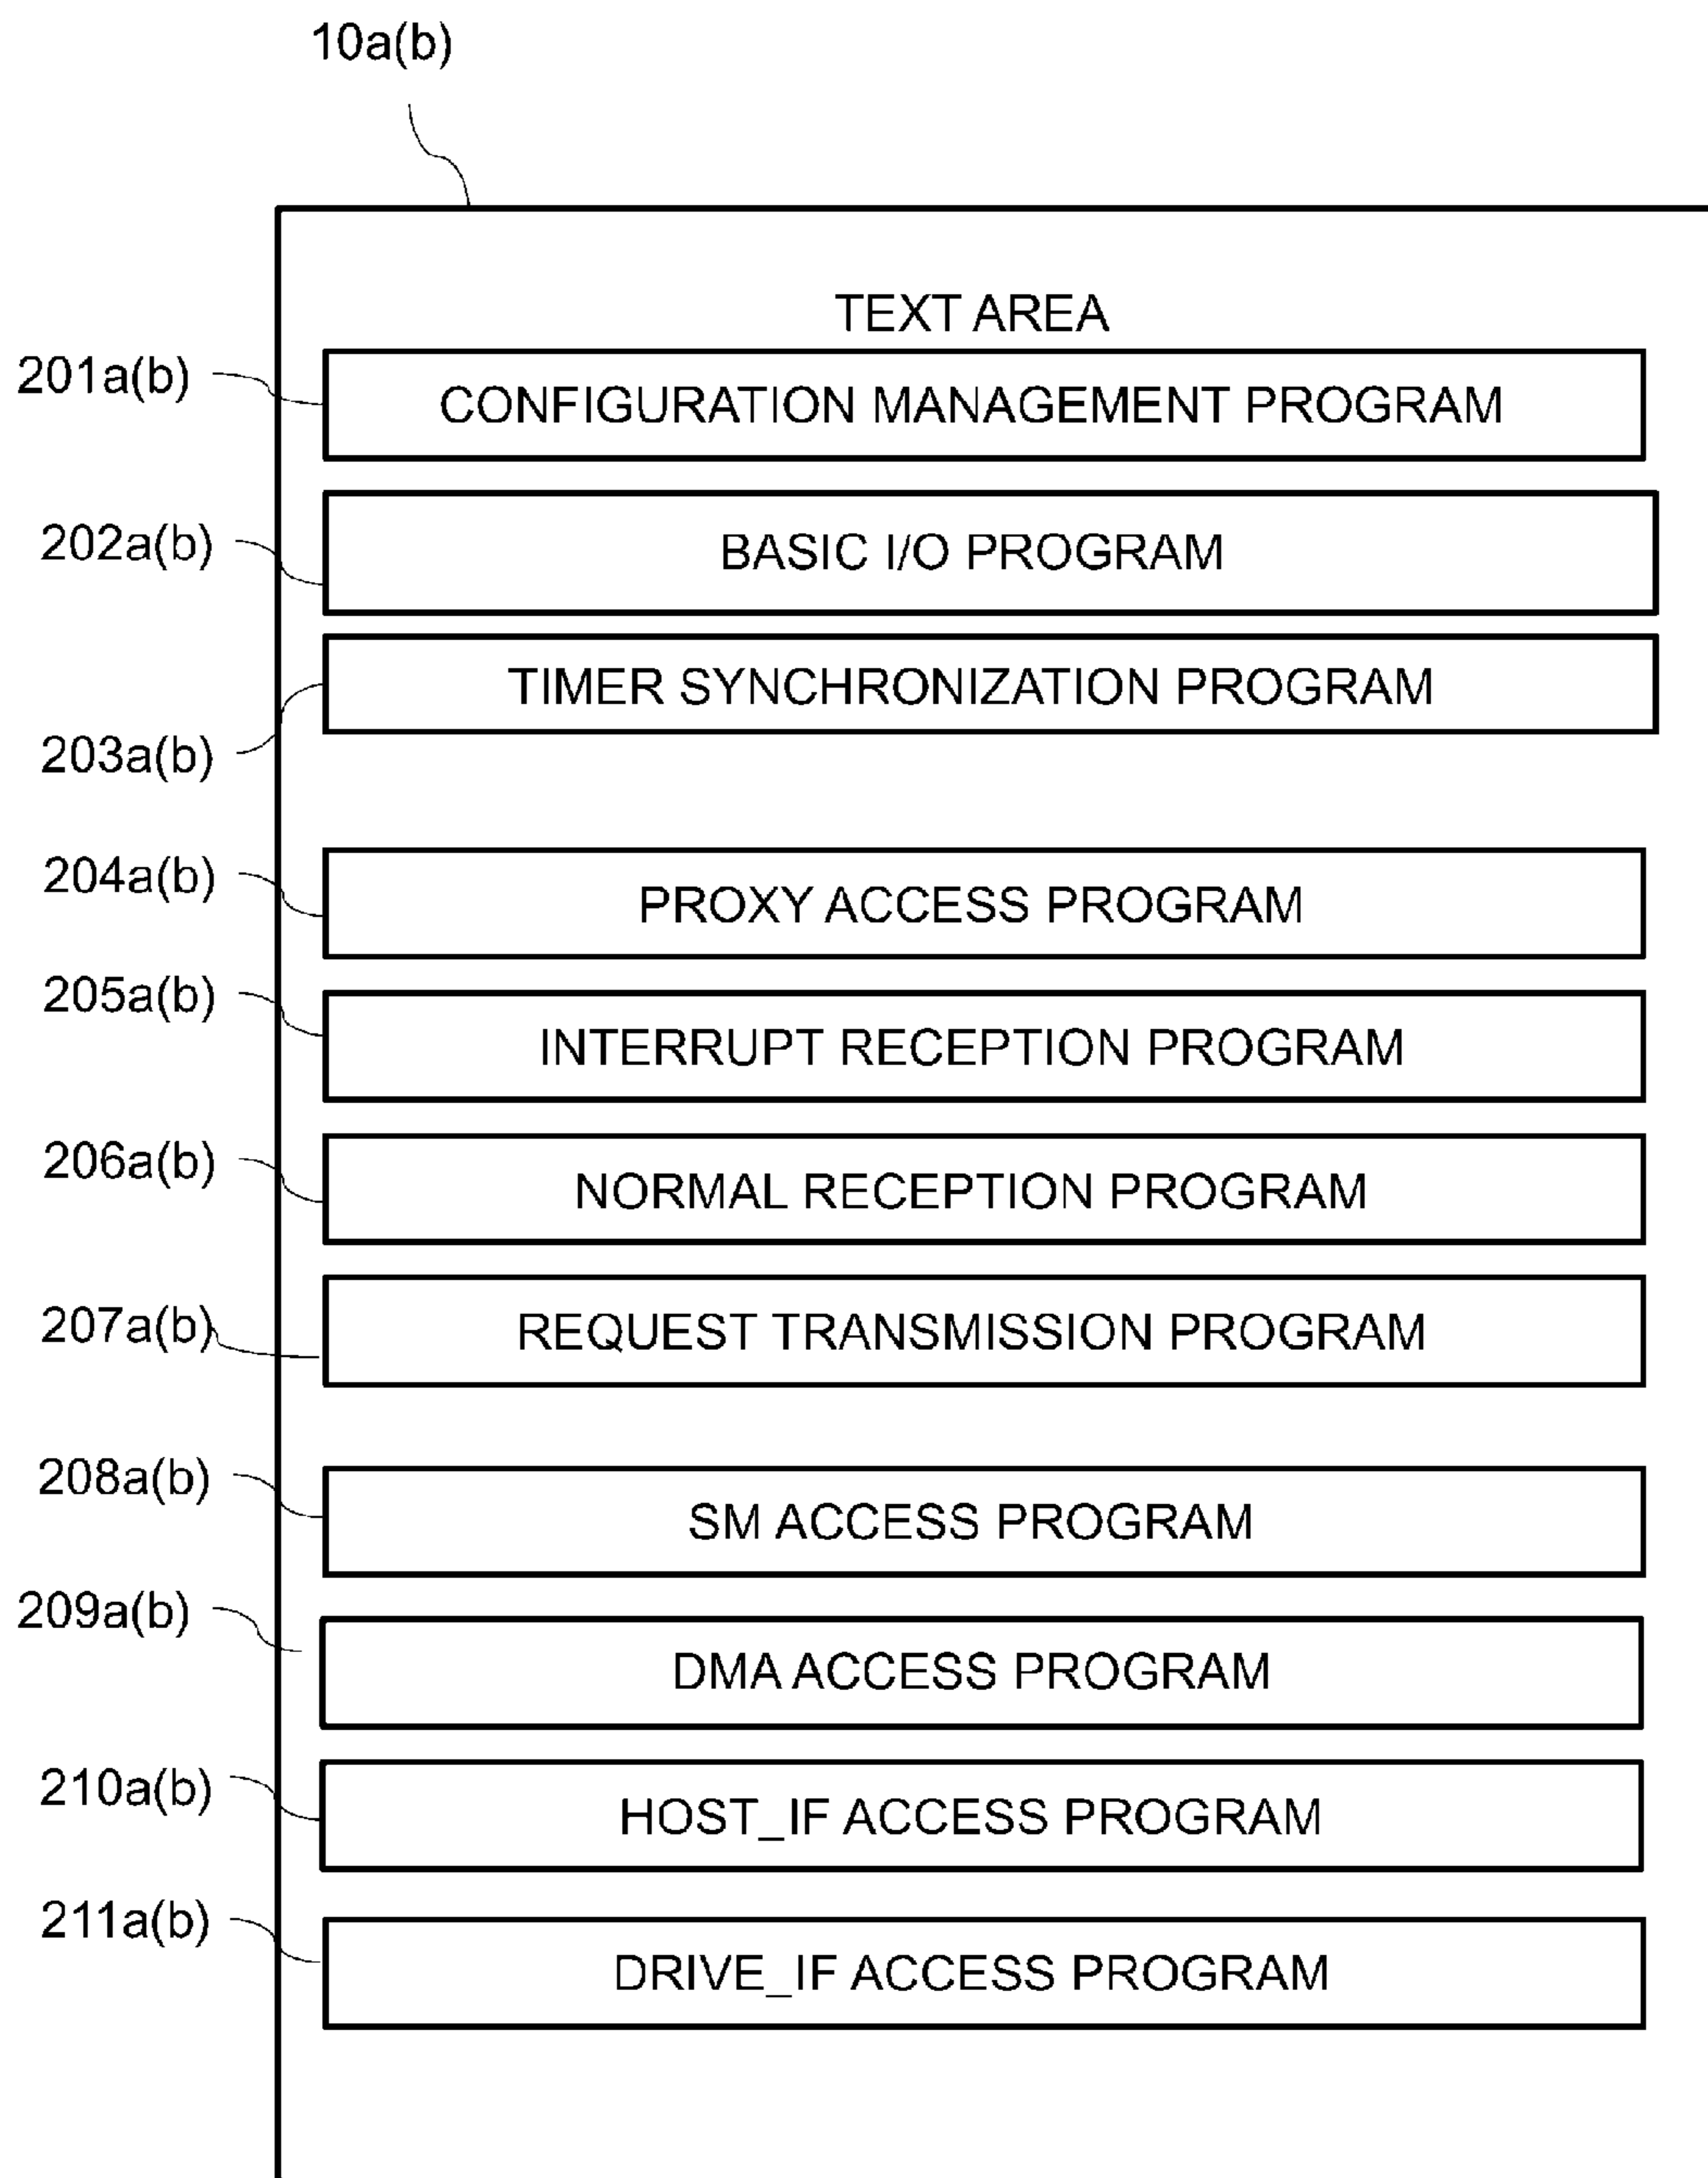 10a(b)
TEXT AREA
201a(b) CONFIGURATION MANAGEMENT PROGRAM
202a(b) BASIC I/O PROGRAM
203a(b) TIMER SYNCHRONIZATION PROGRAM
204a(b) PROXY ACCESS PROGRAM
205a(b) INTERRUPT RECEPTION PROGRAM
206a(b) NORMAL RECEPTION PROGRAM
207a(b) REQUEST TRANSMISSION PROGRAM
208a(b) SM ACCESS PROGRAM
209a(b) DMA ACCESS PROGRAM
210a(b) HOST_IF ACCESS PROGRAM
211a(b) DRIVE_IF ACCESS PROGRAM